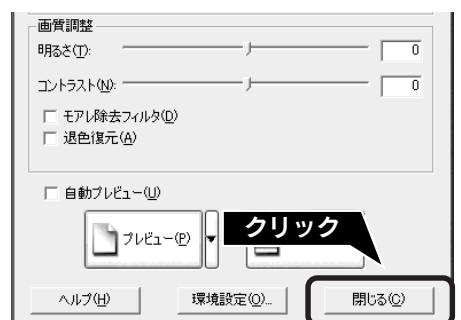 画質調整
明るさ(T): 0
コントラスト(N): 0
モアレ除去フィルタ(D)
退色復元(A)
自動プレビュー(U)
プレビュー(P)
クリック
ヘルプ(H) 環境設定(O)... 閉じる(C)